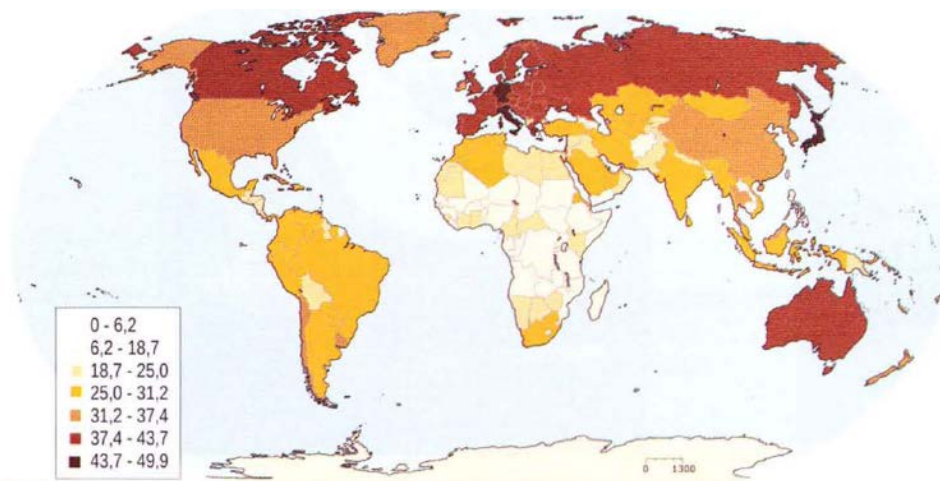 0 - 6,2
6,2 - 18,7
18,7 - 25,0
25,0 - 31,2
31,2 - 37,4
37,4 - 43,7
43,7 - 49,9
0 1300